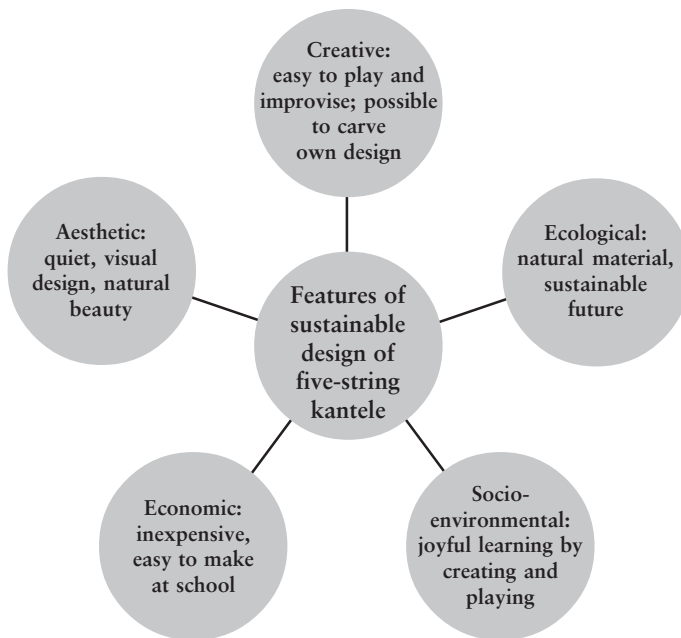 Creative:
easy to play and
improvise; possible
to carve
own design
Aesthetic:
quiet, visual
design, natural
beauty
Ecological:
natural material,
sustainable
future
Features of
sustainable
design of
five-string
kantele
Economic:
inexpensive,
easy to make
at school
Socio-
environmental:
joyful learning by
creating and
playing